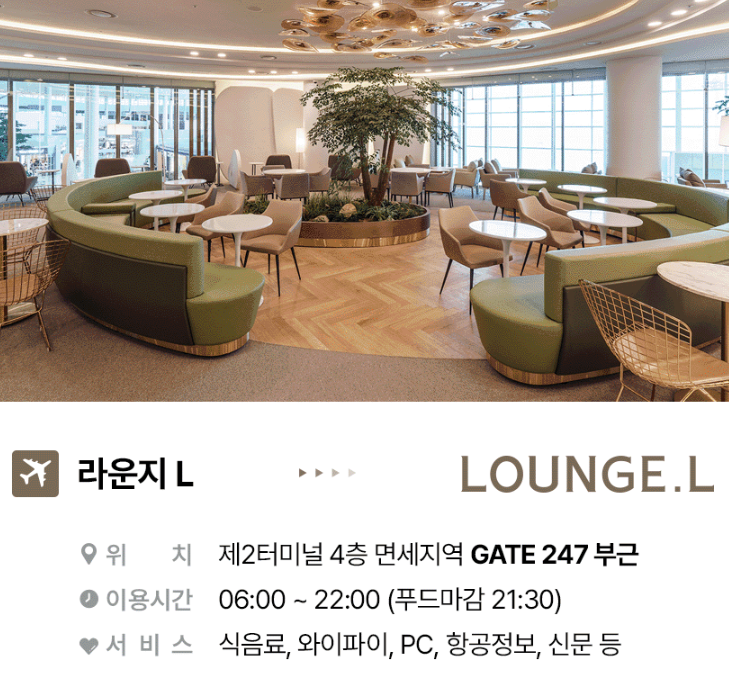 라운지 L
LOUNGE.L
위 치 제2터미널 4층 면세지역 GATE 247 부근
이용시간 06:00 ~ 22:00 (푸드마감 21:30)
서 비 스 식음료, 와이파이, PC, 항공정보, 신문 등